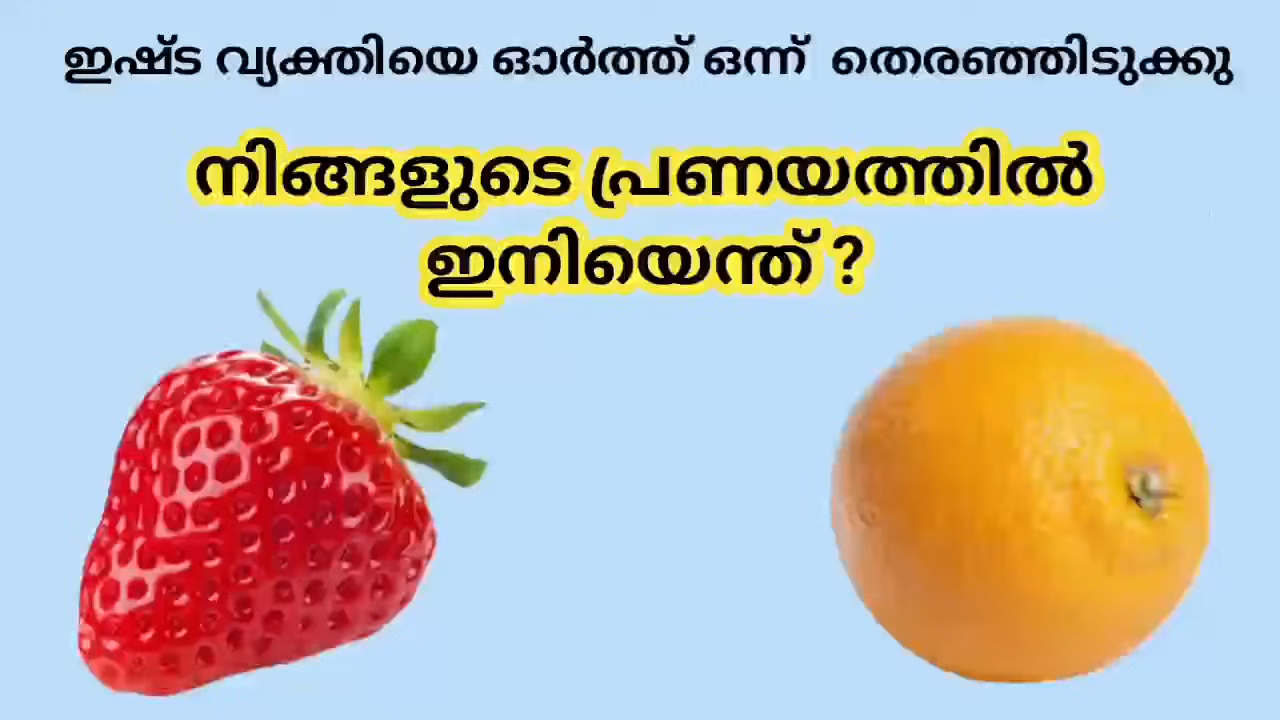 ഇഷ്ട വ്യക്തിയെ ഓർത്ത് ഒന്ന് തെരഞ്ഞിടുക്കു
നിങ്ങളുടെ പ്രണയത്തിൽ
ഇനിയെന്ത് ?